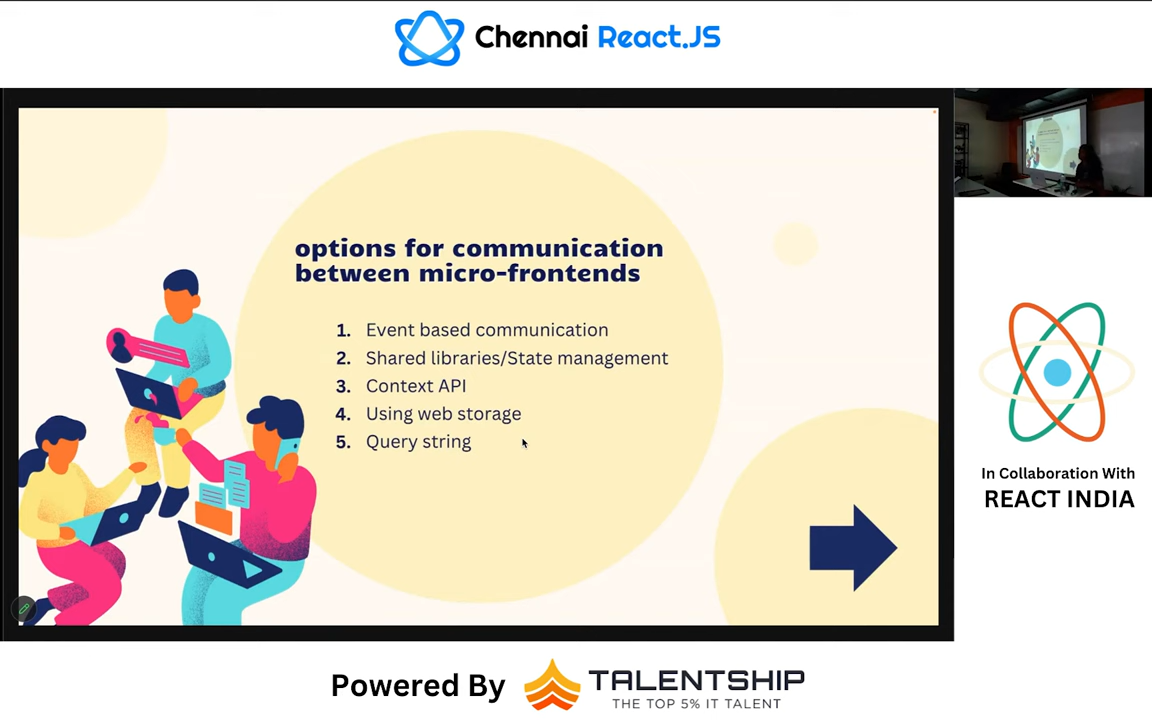 Chennai React.JS
options for communication
between micro-frontends
1. Event based communication
2. Shared libraries/State management
3. Context API
4. Using web storage
5. Query string
In Collaboration With
REACT INDIA
Powered By
TALENTSHIP
THE TOP 5% IT TALENT